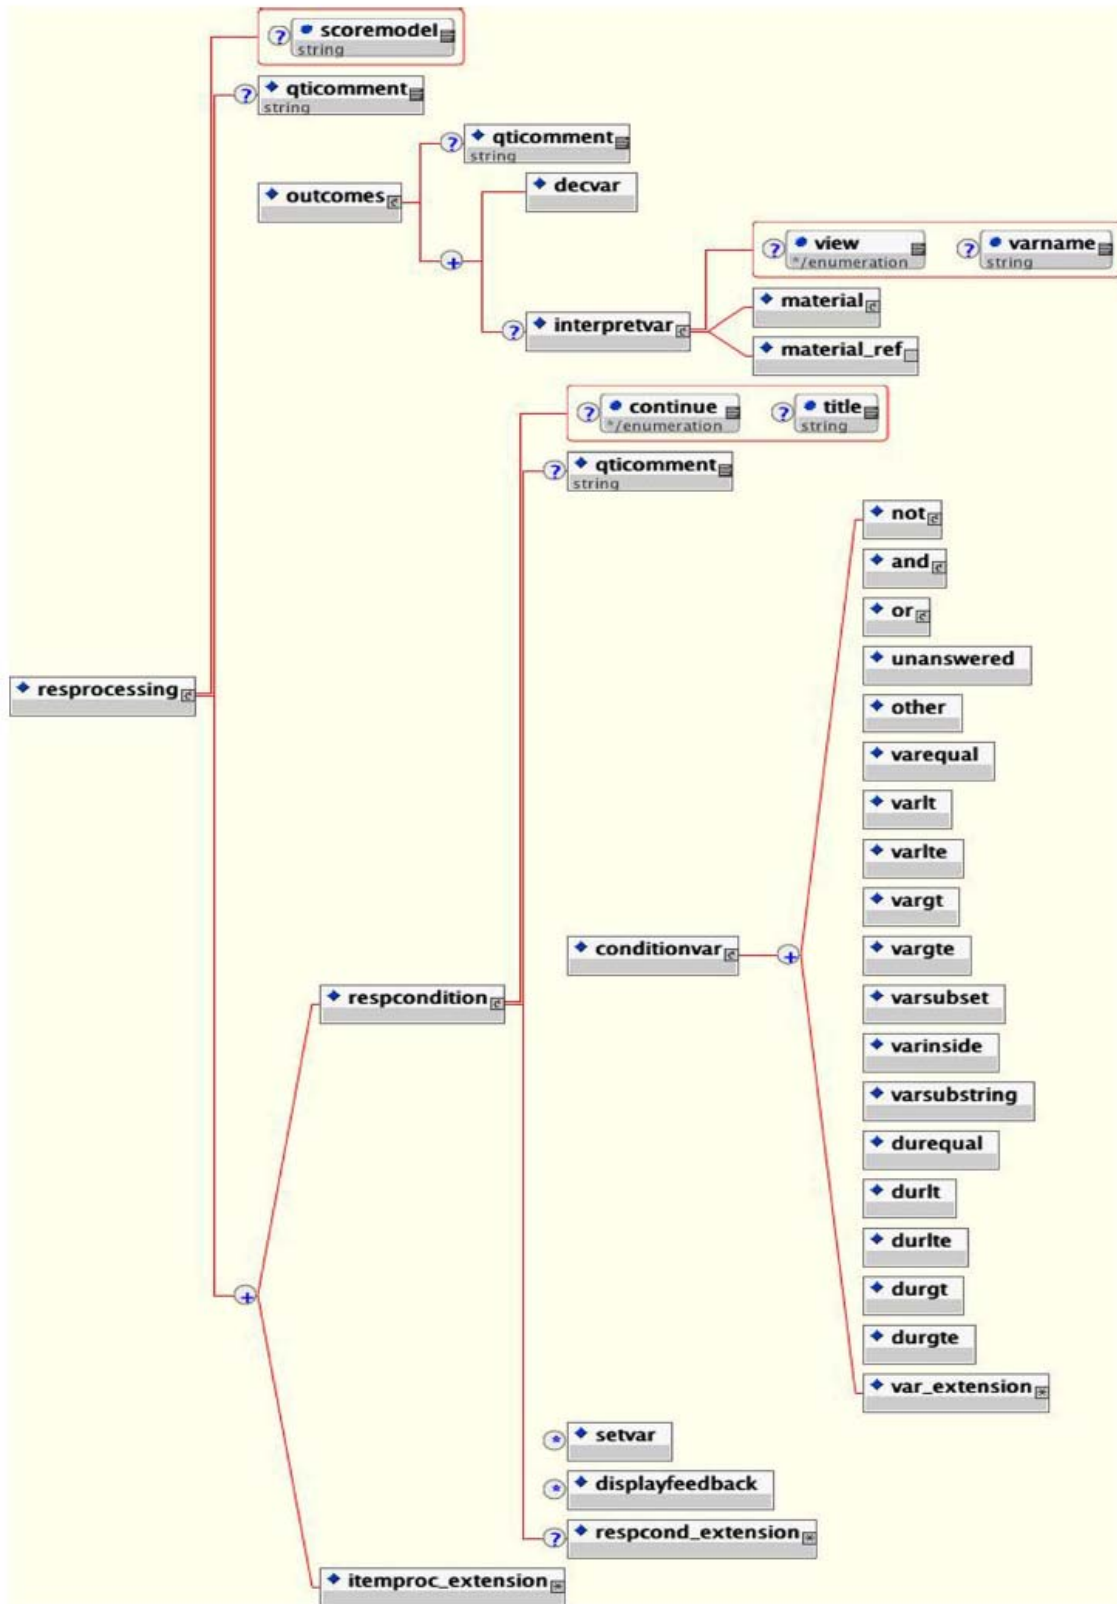 scoremodel
string
qticomment
string
qticomment
string
outcomes
decvar
view
*/enumeration
varname
string
interpretvar
material
material_ref
continue
*/enumeration
title
string
qticomment
string
not
and
or
unanswered
other
varequal
varlt
varlte
vargt
vargte
varsubset
varinside
varsubstring
durequal
durlt
durlte
durgt
durgte
var_extension
conditionvar
resprocessing
respcondition
setvar
displayfeedback
respcond_extension
itemproc_extension